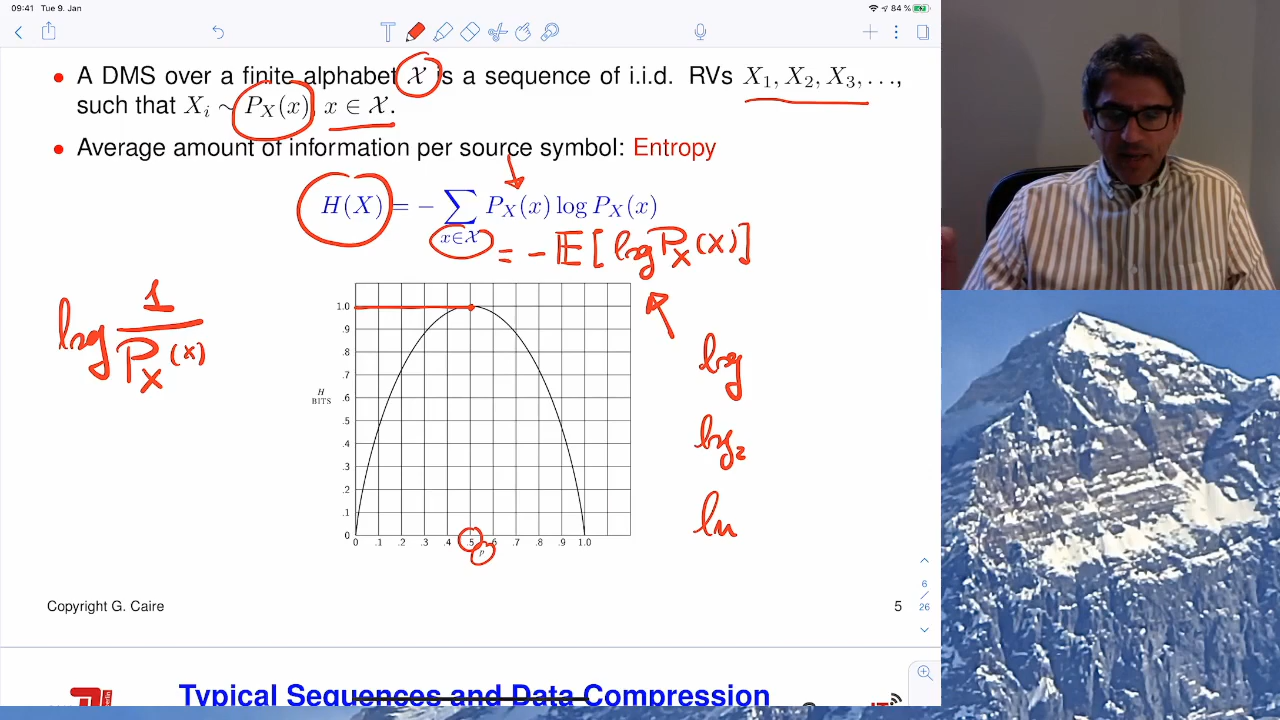 09:41 Tue 9. Jan
84 %
T
• A DMS over a finite alphabet 𝒳 is a sequence of i.i.d. RVs X₁, X₂, X₃, . . .,
such that Xᵢ ∼ P_X(x), x ∈ 𝒳.
• Average amount of information per source symbol: Entropy
H(X) = − ∑ P_X(x) log P_X(x)
x∈𝒳
= − 𝔼 [ log P_X (X) ]
log 1 / P_X (x)
1.0
.9
.8
.7
H
BITS
.6
.5
.4
.3
.2
.1
0
0 .1 .2 .3 .4 .5 .6 .7 .8 .9 1.0
p
log
log₂
ln
6
/
26
Copyright G. Caire
5
Typical Sequences and Data Compression